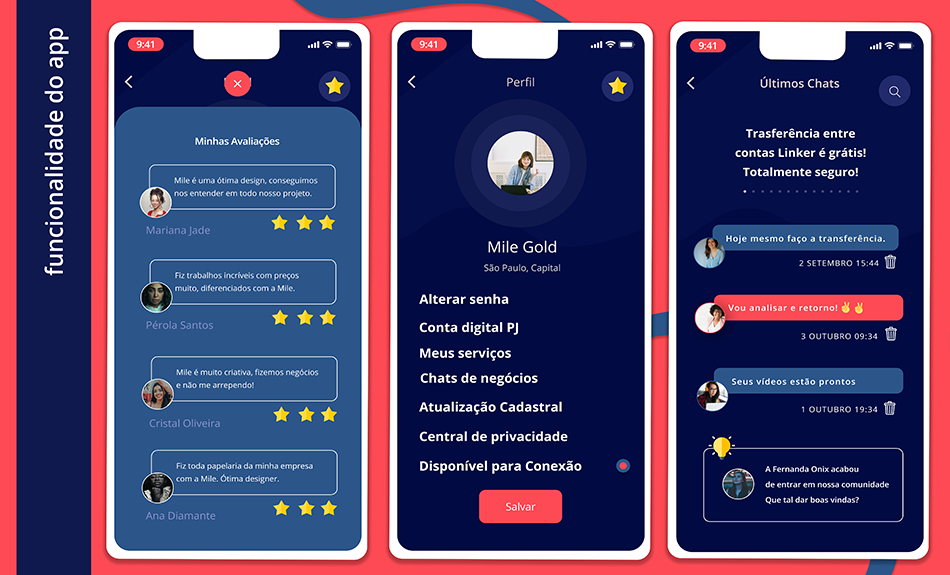 funcionalidade do app
9:41
Minhas Avaliações
Mile é uma ótima design, conseguimos
nos entender em todo nosso projeto.
Mariana Jade
Fiz trabalhos incríveis com preços
muito, diferenciados com a Mile.
Pérola Santos
Mile é muito criativa, fizemos negócios
e não me arrependo!
Cristal Oliveira
Fiz toda papelaria da minha empresa
com a Mile. Ótima designer.
Ana Diamante
9:41
Perfil
Mile Gold
São Paulo, Capital
Alterar senha
Conta digital PJ
Meus serviços
Chats de negócios
Atualização Cadastral
Central de privacidade
Disponível para Conexão
Salvar
9:41
Últimos Chats
Trasferência entre
contas Linker é grátis!
Totalmente seguro!
Hoje mesmo faço a transferência.
2 SETEMBRO 15:44
Vou analisar e retorno! ✌️✌️
3 OUTUBRO 09:34
Seus vídeos estão prontos
1 OUTUBRO 19:34
A Fernanda Onix acabou
de entrar em nossa comunidade
Que tal dar boas vindas?